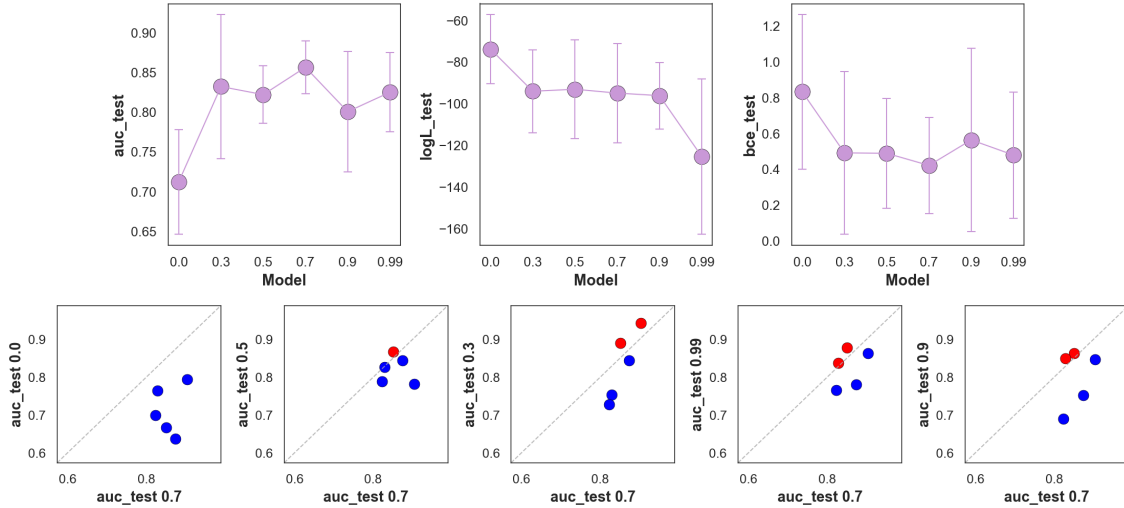 auc_test
0.90
0.85
0.80
0.75
0.70
0.65
0.0 0.3 0.5 0.7 0.9 0.99
Model
logL_test
−60
−80
−100
−120
−140
−160
0.0 0.3 0.5 0.7 0.9 0.99
Model
bce_test
1.2
1.0
0.8
0.6
0.4
0.2
0.0
0.0 0.3 0.5 0.7 0.9 0.99
Model
auc_test 0.0
0.9
0.8
0.7
0.6
0.6 0.8
auc_test 0.7
auc_test 0.5
0.9
0.8
0.7
0.6
0.6 0.8
auc_test 0.7
auc_test 0.3
0.9
0.8
0.7
0.6
0.6 0.8
auc_test 0.7
auc_test 0.99
0.9
0.8
0.7
0.6
0.6 0.8
auc_test 0.7
auc_test 0.9
0.9
0.8
0.7
0.6
0.6 0.8
auc_test 0.7